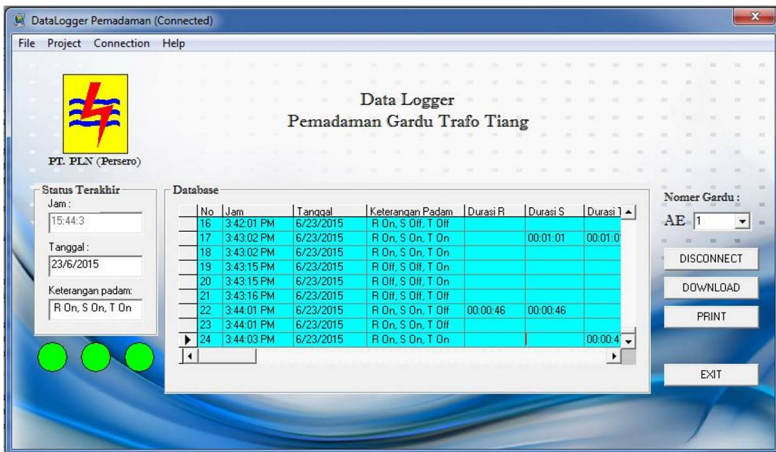 DataLogger Pemadaman (Connected)
File Project Connection Help
Data Logger
Pemadaman Gardu Trafo Tiang
PT. PLN (Persero)
Status Terakhir
Jam :
15:44:3
Tanggal :
23/6/2015
Keterangan padam:
R On, S On, T On
Database
No Jam Tanggal Keterangan Padam Durasi R Durasi S Durasi T
16 3:42:01 PM 6/23/2015 R On, S Off, T Off
17 3:43:02 PM 6/23/2015 R On, S On, T On 00:01:01 00:01:0
18 3:43:02 PM 6/23/2015 R On, S On, T On
19 3:43:15 PM 6/23/2015 R Off, S Off, T On
20 3:43:15 PM 6/23/2015 R Off, S Off, T On
21 3:43:16 PM 6/23/2015 R Off, S Off, T Off
22 3:44:01 PM 6/23/2015 R On, S On, T Off 00:00:46 00:00:46
23 3:44:01 PM 6/23/2015 R On, S On, T Off
24 3:44:03 PM 6/23/2015 R On, S On, T On 00:00:4
Nomer Gardu :
AE 1
DISCONNECT
DOWNLOAD
PRINT
EXIT